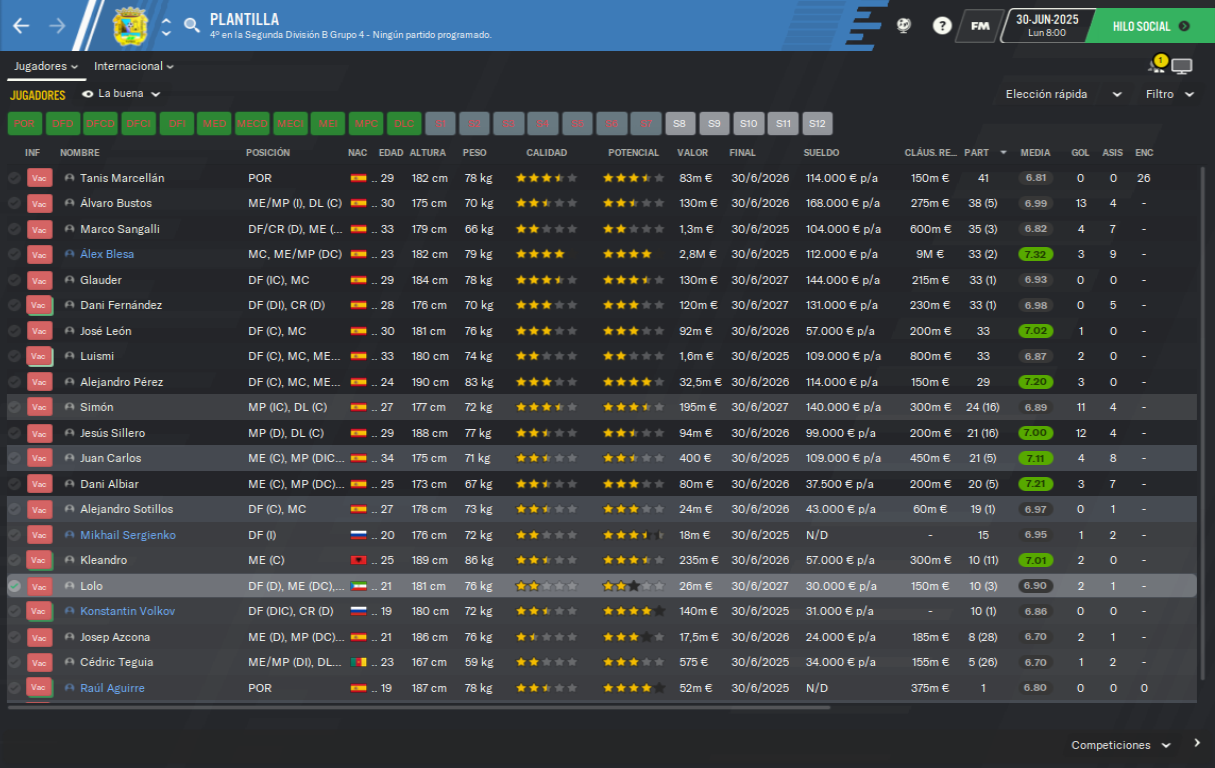 PLANTILLA
4º en la Segunda División B Grupo 4 - Ningún partido programado.
FM
30-JUN-2025
Lun 8:00
HILO SOCIAL
Jugadores Internacional
1
JUGADORES La buena Elección rápida Filtro
POR DFD DFCD DFCI DFI MED MECD MECI MEI MPC DLC S1 S2 S3 S4 S5 S6 S7 S8 S9 S10 S11 S12
INF NOMBRE POSICIÓN NAC EDAD ALTURA PESO CALIDAD POTENCIAL VALOR FINAL SUELDO CLÁUS. RE... PART MEDIA GOL ASIS ENC
Vac Tanis Marcellán POR .. 29 182 cm 78 kg 83m € 30/6/2026 114.000 € p/a 150m € 41 6.81 0 0 26
Vac Álvaro Bustos ME/MP (I), DL (C) .. 30 175 cm 70 kg 130m € 30/6/2026 168.000 € p/a 275m € 38 (5) 6.99 13 4 -
Vac Marco Sangalli DF/CR (D), ME (... .. 33 179 cm 66 kg 1,3m € 30/6/2025 104.000 € p/a 600m € 35 (3) 6.82 4 7 -
Vac Álex Blesa MC, ME/MP (DC) .. 23 182 cm 79 kg 2,8M € 30/6/2025 112.000 € p/a 9M € 33 (2) 7.32 3 9 -
Vac Glauder DF (IC), MC .. 29 184 cm 78 kg 130m € 30/6/2027 144.000 € p/a 215m € 33 (1) 6.93 0 0 -
Vac Dani Fernández DF (DI), CR (D) .. 28 176 cm 70 kg 120m € 30/6/2027 131.000 € p/a 230m € 33 (1) 6.98 0 5 -
Vac José León DF (C), MC .. 30 181 cm 76 kg 92m € 30/6/2026 57.000 € p/a 200m € 33 7.02 1 0 -
Vac Luismi DF (C), MC, ME... .. 33 180 cm 74 kg 1,6m € 30/6/2025 109.000 € p/a 800m € 33 6.87 2 0 -
Vac Alejandro Pérez DF (C), MC, ME... .. 24 190 cm 83 kg 32,5m € 30/6/2026 114.000 € p/a 150m € 29 7.20 3 0 -
Vac Simón MP (IC), DL (C) .. 27 177 cm 72 kg 195m € 30/6/2027 140.000 € p/a 300m € 24 (16) 6.89 11 4 -
Vac Jesús Sillero MP (D), DL (C) .. 29 188 cm 77 kg 94m € 30/6/2026 99.000 € p/a 200m € 21 (16) 7.00 12 4 -
Vac Juan Carlos ME (C), MP (DIC... .. 34 175 cm 71 kg 400 € 30/6/2025 109.000 € p/a 450m € 21 (5) 7.11 4 8 -
Vac Dani Albiar ME (C), MP (DC)... .. 25 173 cm 67 kg 80m € 30/6/2026 37.500 € p/a 200m € 20 (5) 7.21 3 7 -
Vac Alejandro Sotillos DF (C), MC .. 27 178 cm 73 kg 24m € 30/6/2026 43.000 € p/a 60m € 19 (1) 6.97 0 1 -
Vac Mikhail Sergienko DF (I) .. 20 176 cm 72 kg 18m € 30/6/2025 N/D - 15 6.95 1 2 -
Vac Kleandro ME (C) .. 25 189 cm 86 kg 235m € 30/6/2026 57.000 € p/a 300m € 10 (11) 7.01 2 0 -
Vac Lolo DF (D), ME (DC),... .. 21 181 cm 76 kg 26m € 30/6/2027 30.000 € p/a 150m € 10 (3) 6.90 2 1 -
Vac Konstantin Volkov DF (DIC), CR (D) .. 19 180 cm 72 kg 140m € 30/6/2025 31.000 € p/a - 10 (1) 6.86 0 0 -
Vac Josep Azcona ME (D), MP (DC)... .. 21 186 cm 76 kg 17,5m € 30/6/2026 24.000 € p/a 185m € 8 (28) 6.70 2 1 -
Vac Cédric Teguia ME/MP (DI), DL... .. 23 167 cm 59 kg 575 € 30/6/2025 34.000 € p/a 155m € 5 (26) 6.70 1 2 -
Vac Raúl Aguirre POR .. 19 187 cm 78 kg 52m € 30/6/2025 N/D 375m € 1 6.80 0 0 0
Competiciones